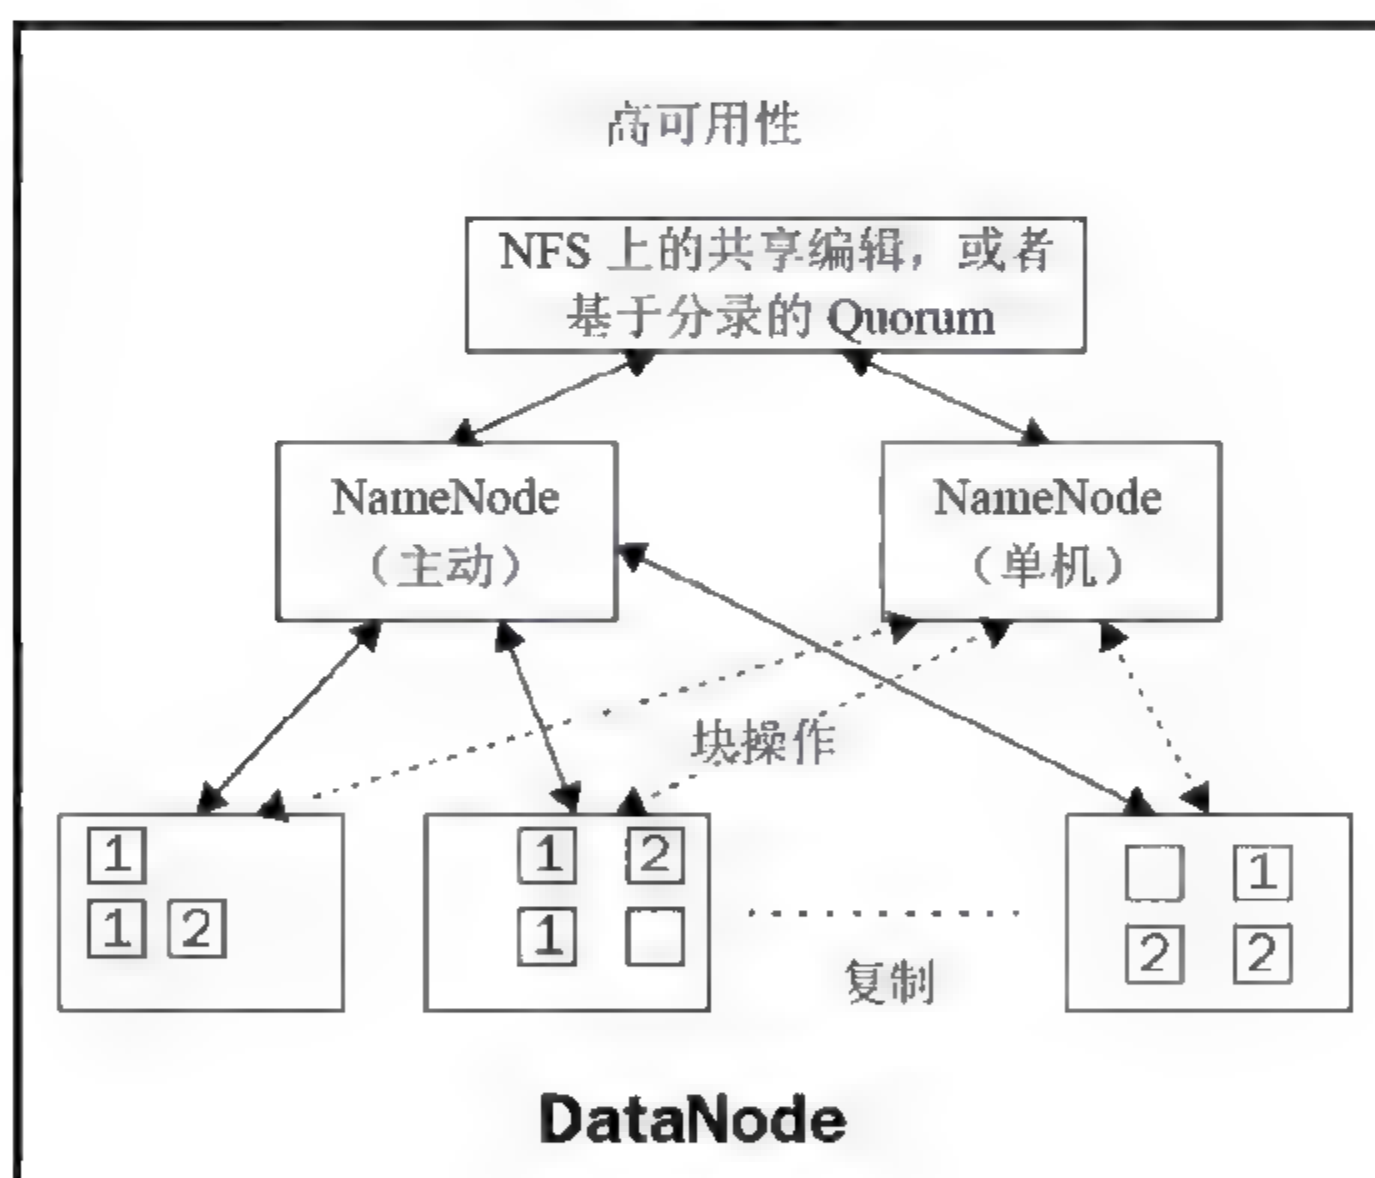 高可用性
NFS 上的共享编辑，或者
基于分录的 Quorum
NameNode
（主动）
NameNode
（单机）
块操作
1
1 2
1 2
1
1
2 2
复制
DataNode